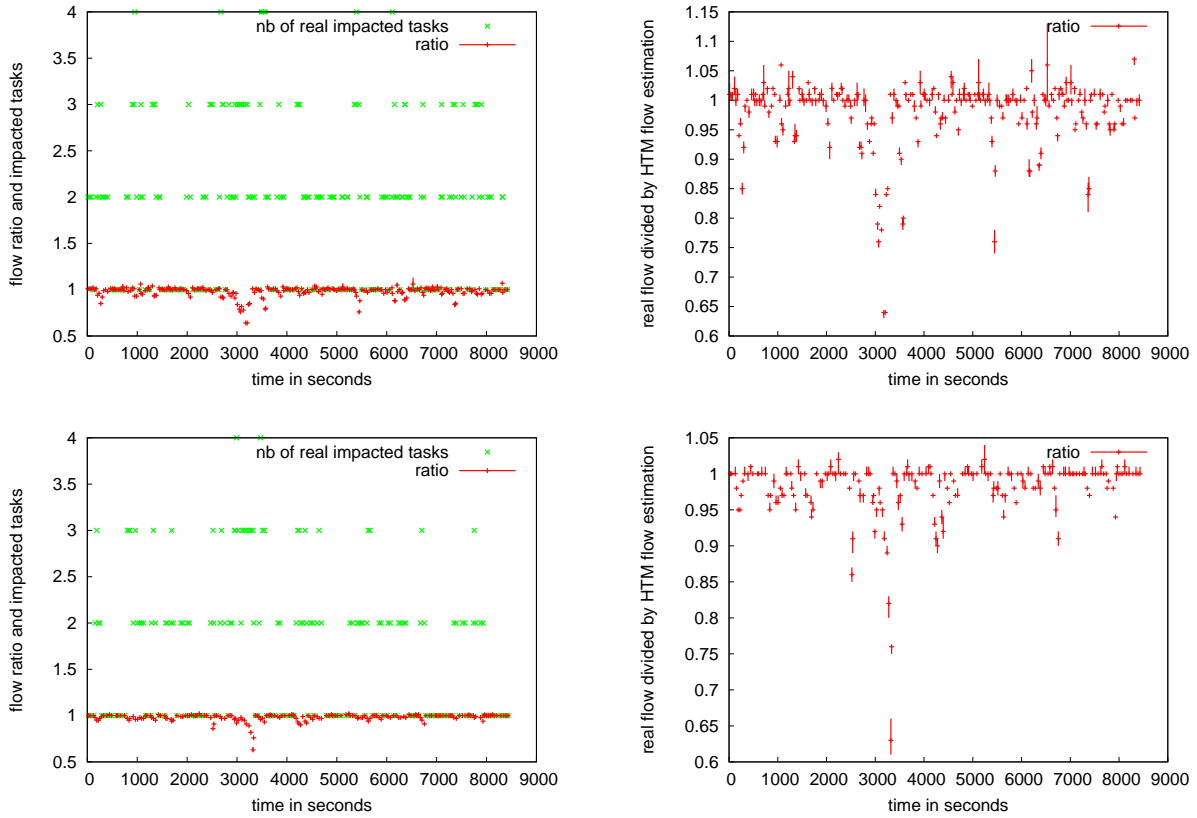 4
3.5
3
2.5
2
1.5
1
0.5
0 1000 2000 3000 4000 5000 6000 7000 8000 9000
time in seconds
flow ratio and impacted tasks
nb of real impacted tasks
ratio
1.15
1.1
1.05
1
0.95
0.9
0.85
0.8
0.75
0.7
0.65
0.6
0 1000 2000 3000 4000 5000 6000 7000 8000 9000
time in seconds
real flow divided by HTM flow estimation
ratio
4
3.5
3
2.5
2
1.5
1
0.5
0 1000 2000 3000 4000 5000 6000 7000 8000 9000
time in seconds
flow ratio and impacted tasks
nb of real impacted tasks
ratio
1.05
1
0.95
0.9
0.85
0.8
0.75
0.7
0.65
0.6
0 1000 2000 3000 4000 5000 6000 7000 8000 9000
time in seconds
real flow divided by HTM flow estimation
ratio